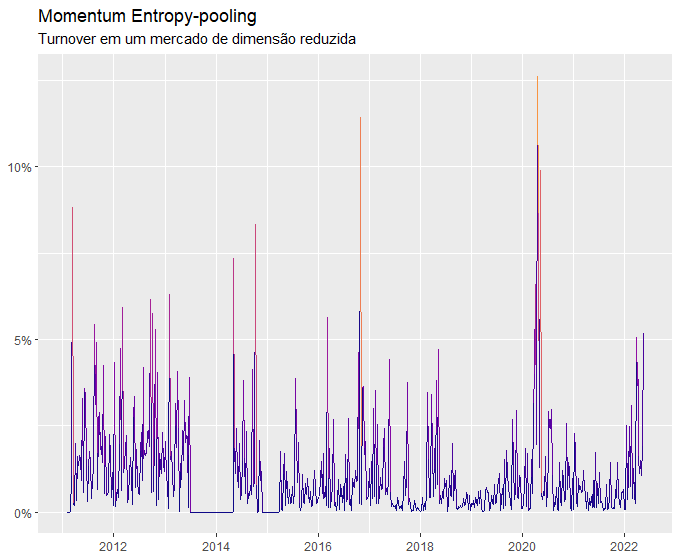 Momentum Entropy-pooling
Turnover em um mercado de dimensão reduzida
10%
5%
0%
2012 2014 2016 2018 2020 2022